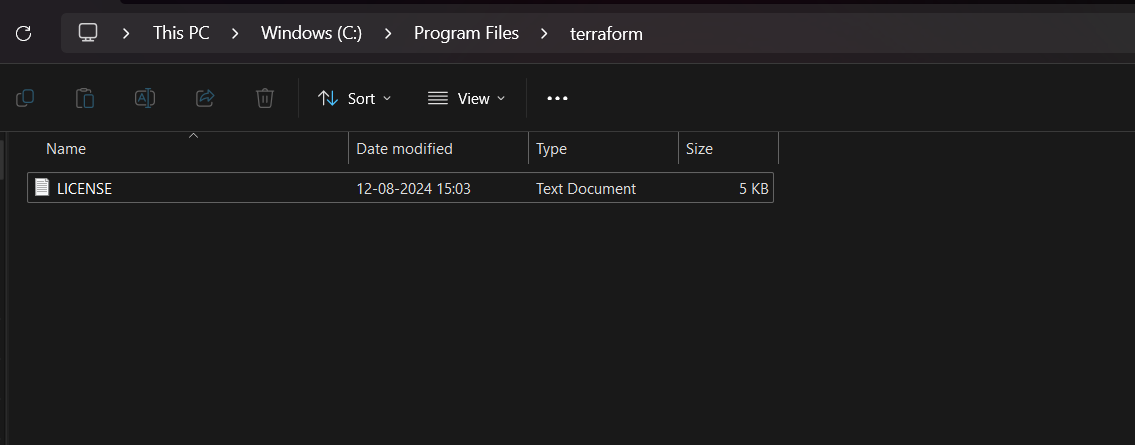 This PC > Windows (C:) > Program Files > terraform
Sort View
Name Date modified Type Size
LICENSE 12-08-2024 15:03 Text Document 5 KB